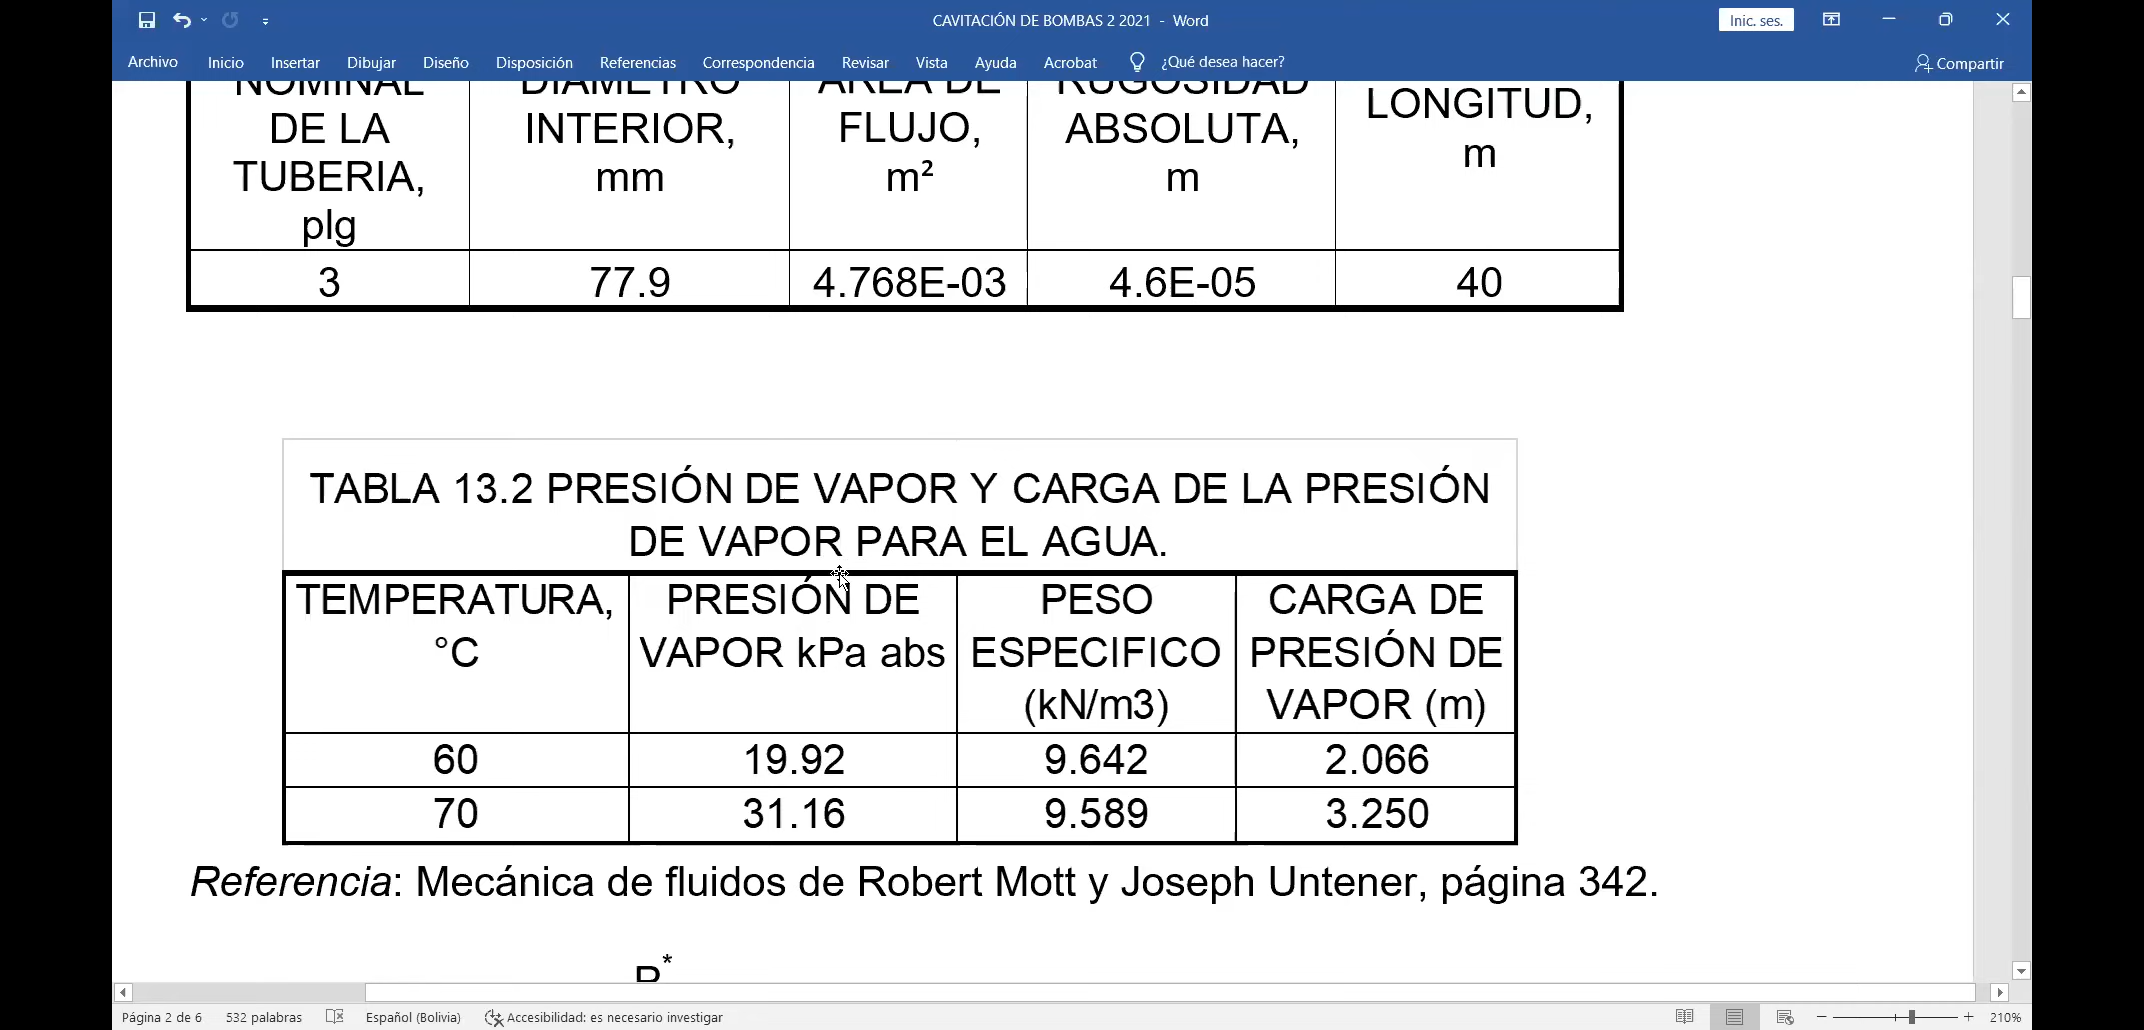 CAVITACIÓN DE BOMBAS 2 2021 - Word
Inic. ses.
Archivo Inicio Insertar Dibujar Diseño Disposición Referencias Correspondencia Revisar Vista Ayuda Acrobat ¿Qué desea hacer? Compartir
NOMINAL DE LA TUBERIA, plg
DIAMETRO INTERIOR, mm
AREA DE FLUJO, m²
RUGOSIDAD ABSOLUTA, m
LONGITUD, m
3 77.9 4.768E-03 4.6E-05 40
TABLA 13.2 PRESIÓN DE VAPOR Y CARGA DE LA PRESIÓN
DE VAPOR PARA EL AGUA.
TEMPERATURA, °C
PRESIÓN DE VAPOR kPa abs
PESO ESPECIFICO (kN/m3)
CARGA DE PRESIÓN DE VAPOR (m)
60 19.92 9.642 2.066
70 31.16 9.589 3.250
Referencia: Mecánica de fluidos de Robert Mott y Joseph Untener, página 342.
Página 2 de 6 532 palabras Español (Bolivia) Accesibilidad: es necesario investigar 210%